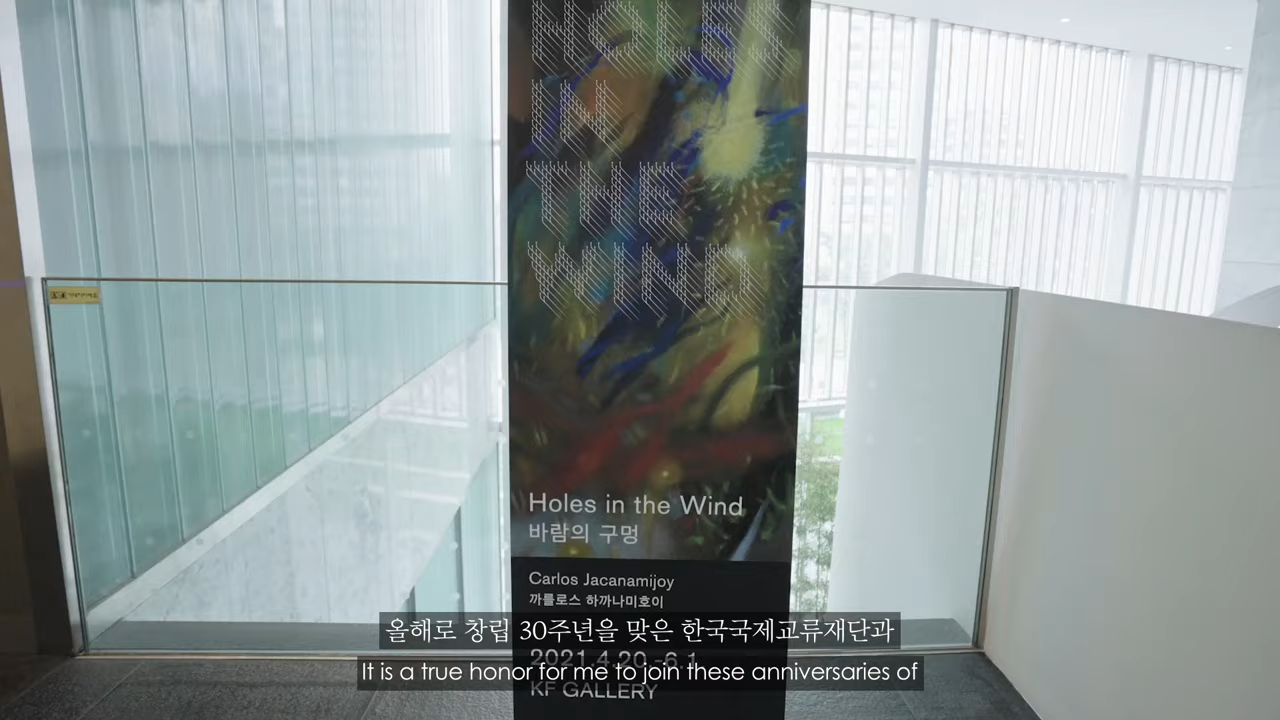 HOLES
IN
THE
WIND
Holes in the Wind
바람의 구멍
Carlos Jacanamijoy
까를로스 하까나미호이
올해로 창립 30주년을 맞은 한국국제교류재단과
2021.4.20.-6.1
It is a true honor for me to join these anniversaries of
KF GALLERY